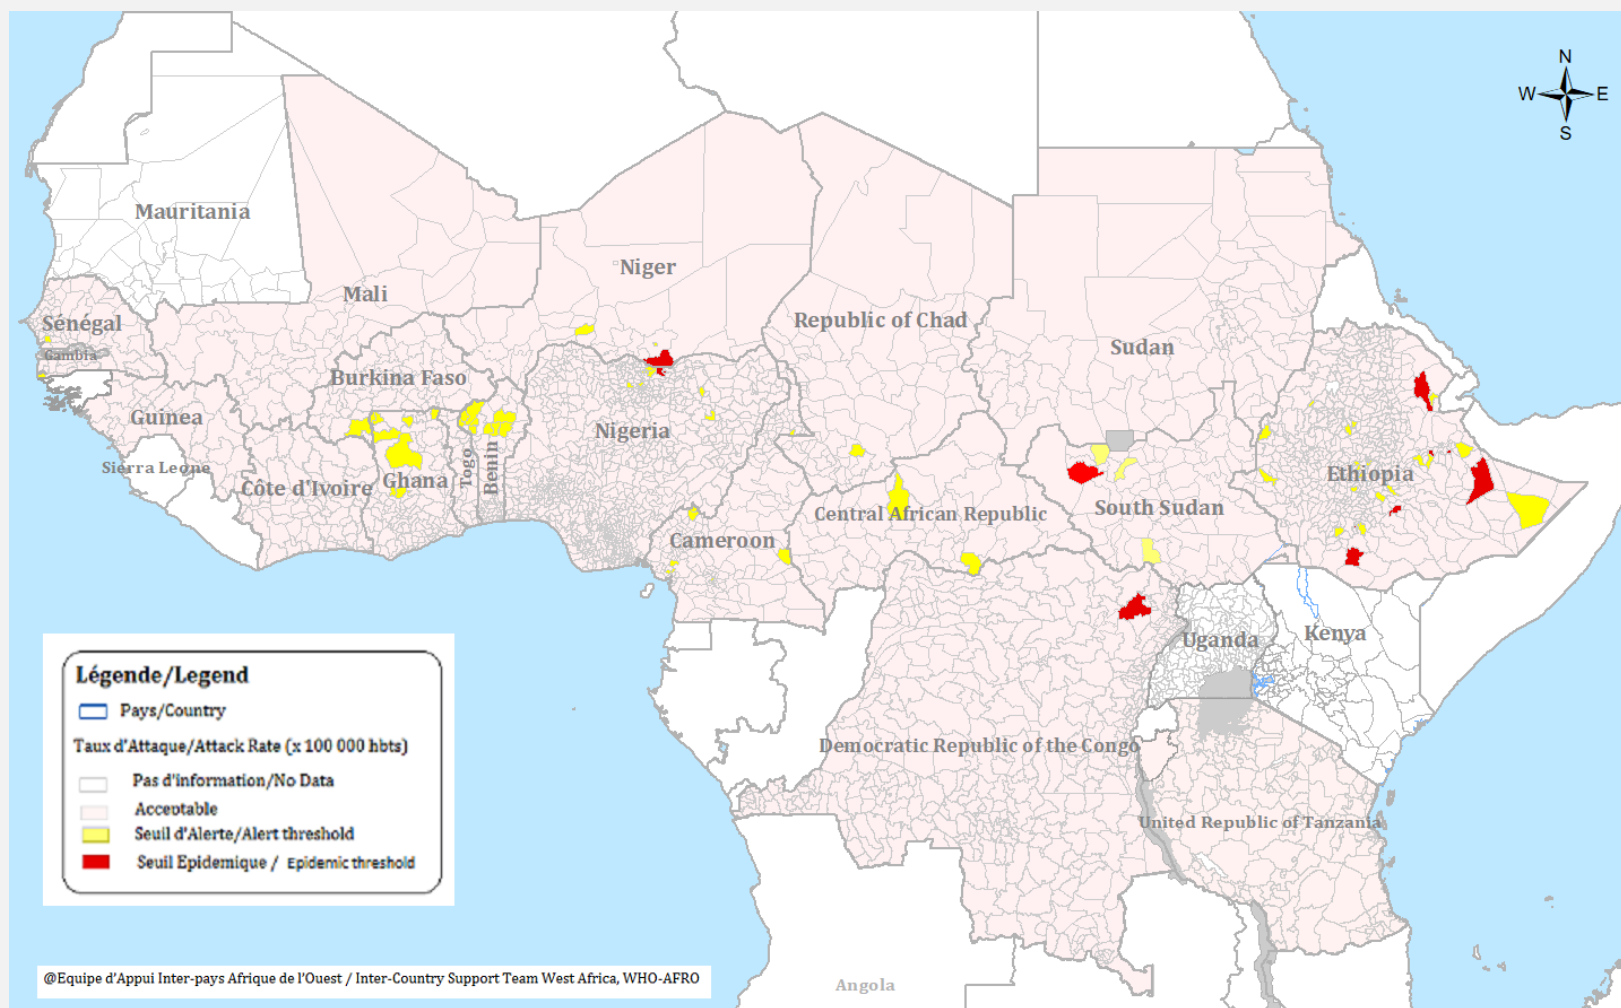 N
W E
S
Mauritania
Niger
Mali
Republic of Chad
Sénégal
Sudan
Gambia
Burkina Faso
Guinea
Nigeria
Sierra Leone
Togo
Benin
Ethiopia
Ghana
Côte d'Ivoire
South Sudan
Central African Republic
Cameroon
Uganda
Kenya
Democratic Republic of the Congo
United Republic of Tanzania
Angola
Légende/Legend
Pays/Country
Taux d'Attaque/Attack Rate (x 100 000 hbts)
Pas d'information/No Data
Acceptable
Seuil d'Alerte/Alert threshold
Seuil Epidemique / Epidemic threshold
@Equipe d'Appui Inter-pays Afrique de l'Ouest / Inter-Country Support Team West Africa, WHO-AFRO